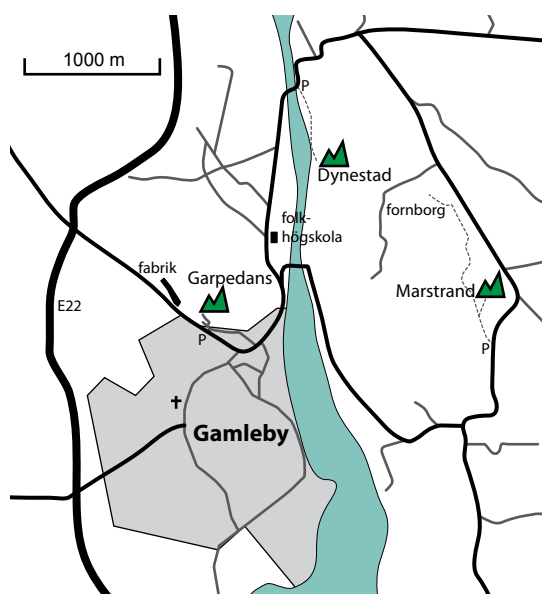 1000 m
P
Dynestad
fornborg
folk-
högskola
fabrik
Garpedans
Marstrand
E22
P
P
Gamleby